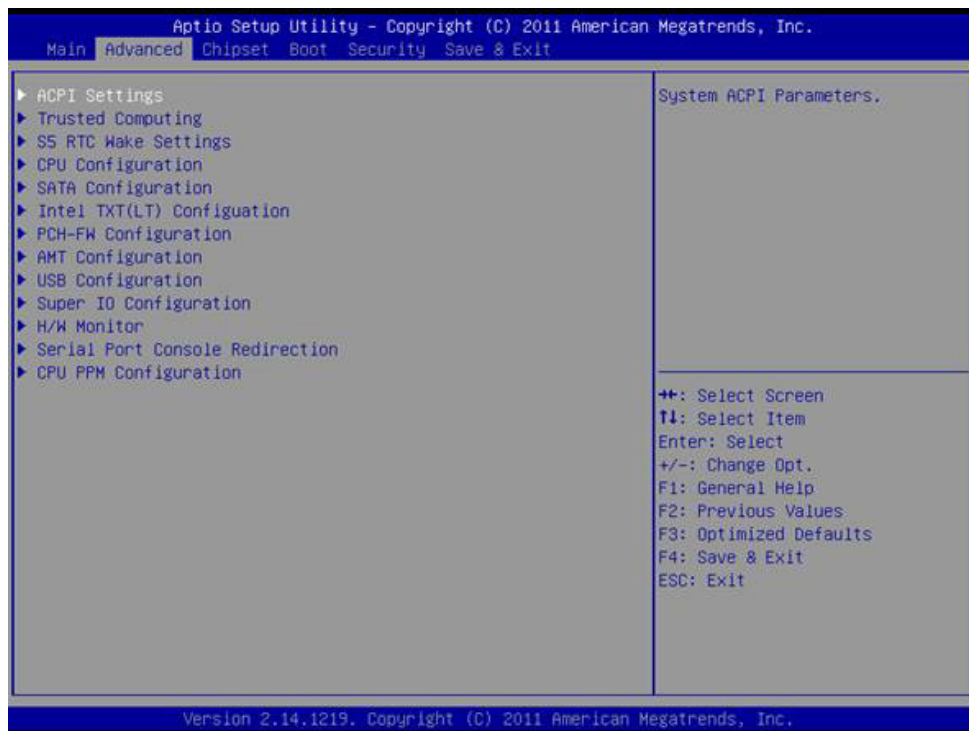 Aptio Setup Utility - Copyright (C) 2011 American Megatrends, Inc.
Main Advanced Chipset Boot Security Save & Exit
ACPI Settings
Trusted Computing
S5 RTC Wake Settings
CPU Configuration
SATA Configuration
Intel TXT(LT) Configuation
PCH-FW Configuration
AMT Configuration
USB Configuration
Super IO Configuration
H/W Monitor
Serial Port Console Redirection
CPU PPM Configuration
System ACPI Parameters.
→←: Select Screen
↑↓: Select Item
Enter: Select
+/-: Change Opt.
F1: General Help
F2: Previous Values
F3: Optimized Defaults
F4: Save & Exit
ESC: Exit
Version 2.14.1219. Copyright (C) 2011 American Megatrends, Inc.